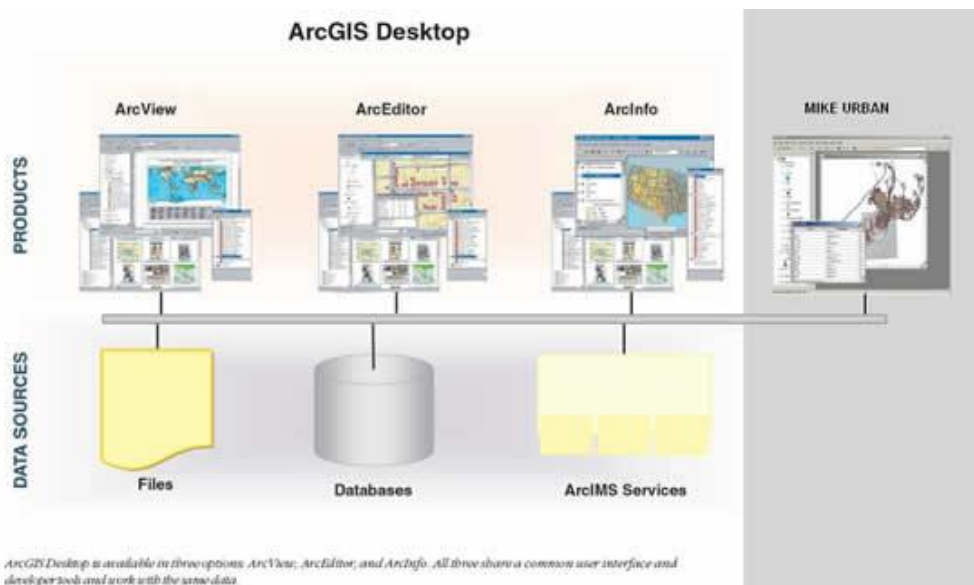 ArcGIS Desktop
ArcView
ArcEditor
ArcInfo
MIKE URBAN
PRODUCTS
DATA SOURCES
Files
Databases
ArcIMS Services
ArcGIS Desktop is available in three options: ArcView, ArcEditor, and ArcInfo. All three share a common user interface and
developer tools and work with the same data